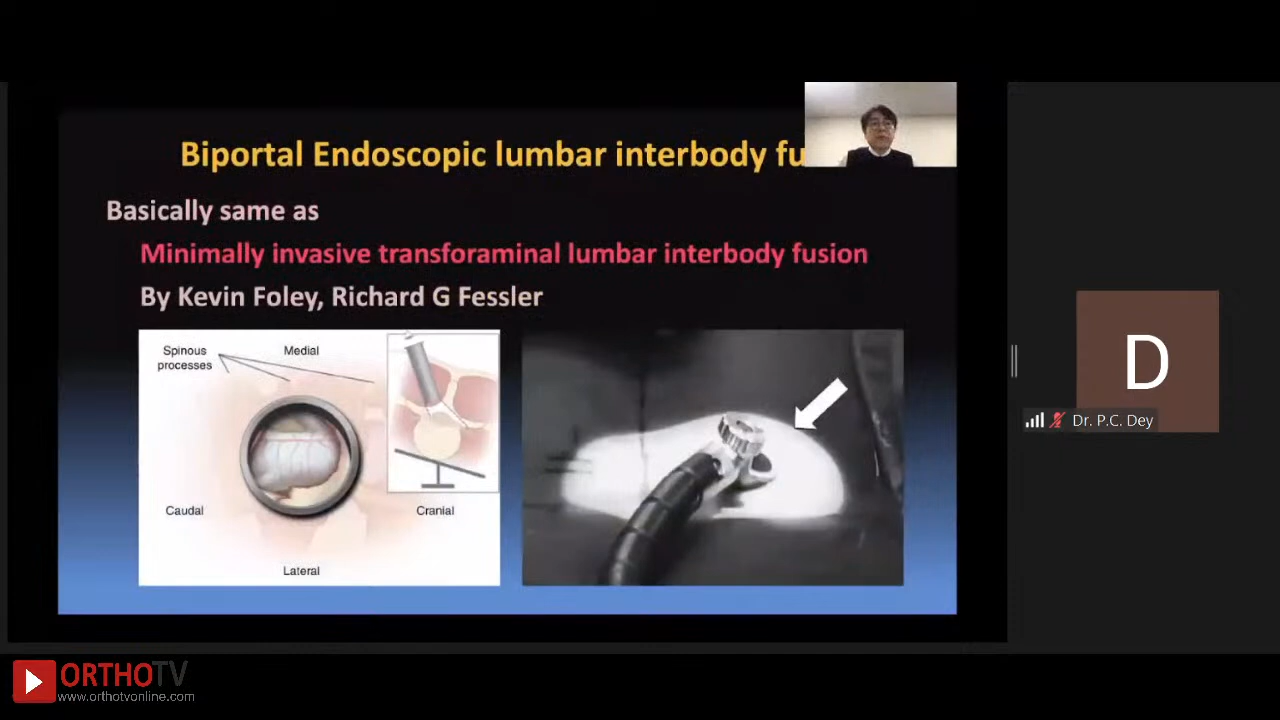 Biportal Endoscopic lumbar interbody fu
Basically same as
Minimally invasive transforaminal lumbar interbody fusion
By Kevin Foley, Richard G Fessler
Spinous
processes
Medial
Caudal
Cranial
Lateral
D
Dr. P.C. Dey
ORTHOTV
www.orthotvonline.com